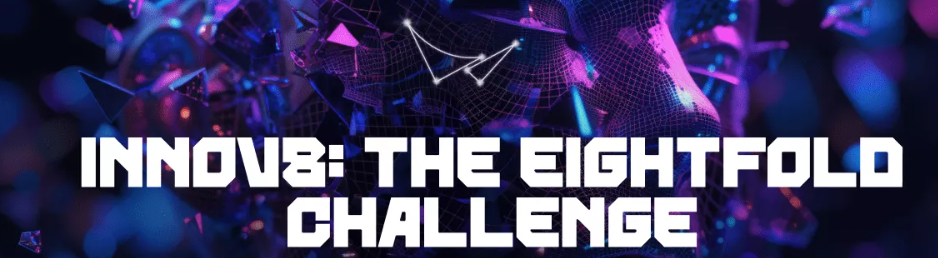 INNOV8: THE EIGHTFOLD
CHALLENGE